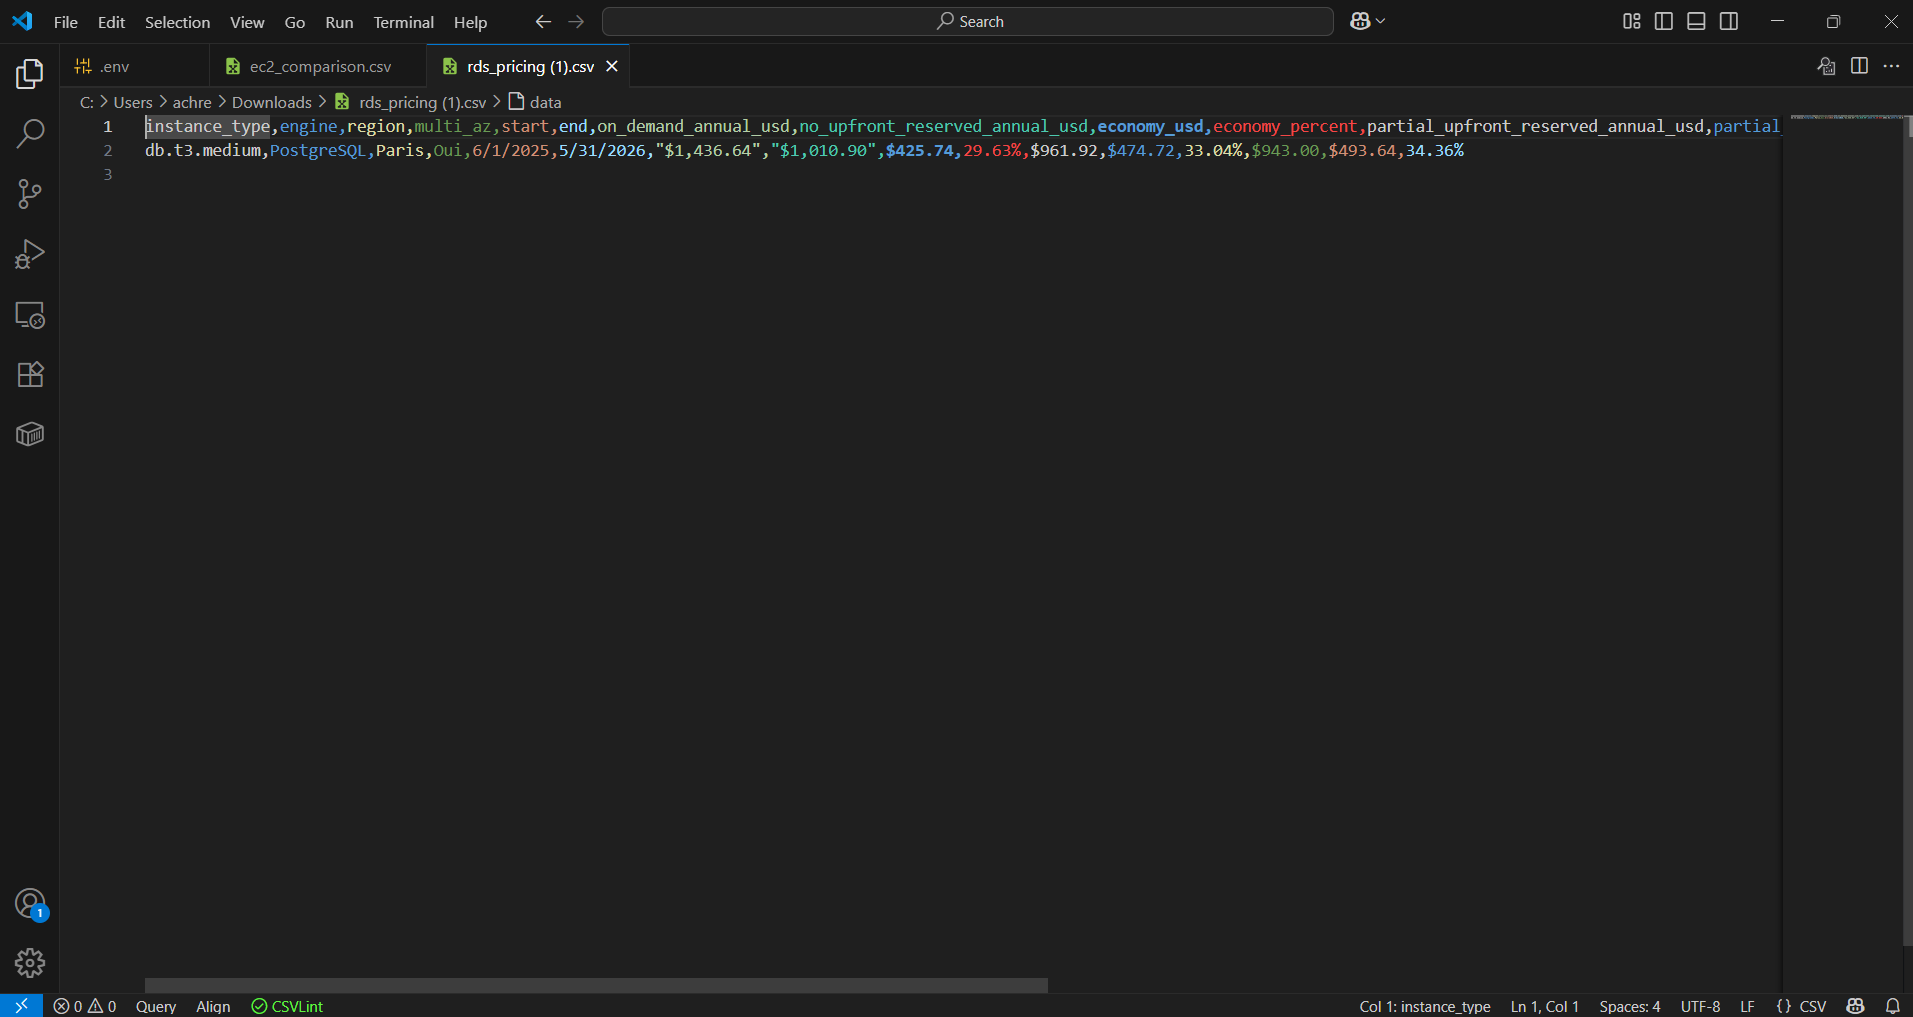 File Edit Selection View Go Run Terminal Help Search
.env ec2_comparison.csv rds_pricing (1).csv
C: > Users > achre > Downloads > rds_pricing (1).csv > data
1 instance_type,engine,region,multi_az,start,end,on_demand_annual_usd,no_upfront_reserved_annual_usd,economy_usd,economy_percent,partial_upfront_reserved_annual_usd,partial_
2 db.t3.medium,PostgreSQL,Paris,Oui,6/1/2025,5/31/2026,"$1,436.64","$1,010.90",$425.74,29.63%,$961.92,$474.72,33.04%,$943.00,$493.64,34.36%
3
1
0 0 Query Align CSVLint Col 1: instance_type Ln 1, Col 1 Spaces: 4 UTF-8 LF {} CSV